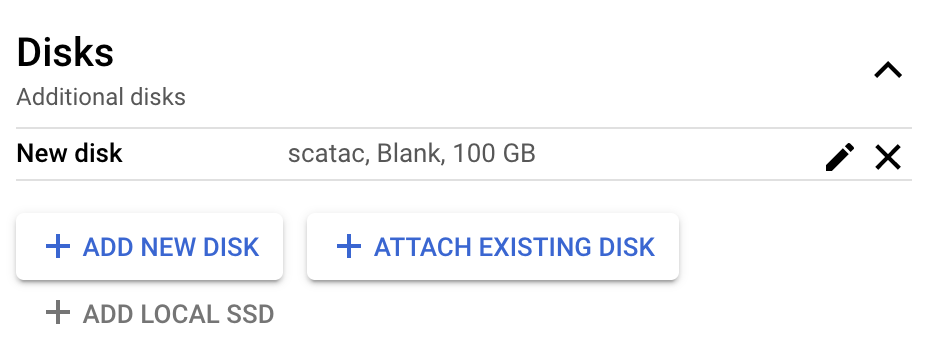 Disks
Additional disks
New disk scatac, Blank, 100 GB
ADD NEW DISK ATTACH EXISTING DISK
ADD LOCAL SSD